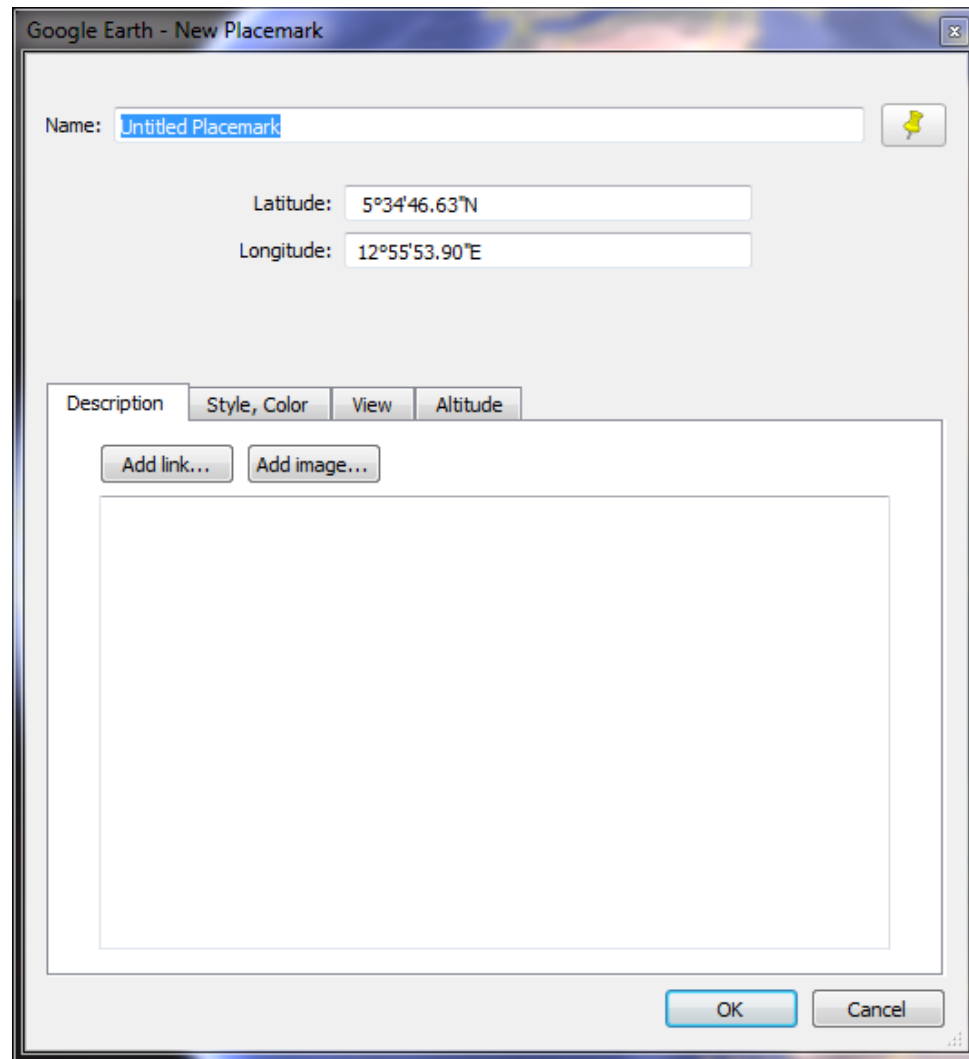 Google Earth - New Placemark
Name: Untitled Placemark
Latitude: 5°34'46.63"N
Longitude: 12°55'53.90"E
Description Style, Color View Altitude
Add link... Add image...
OK Cancel